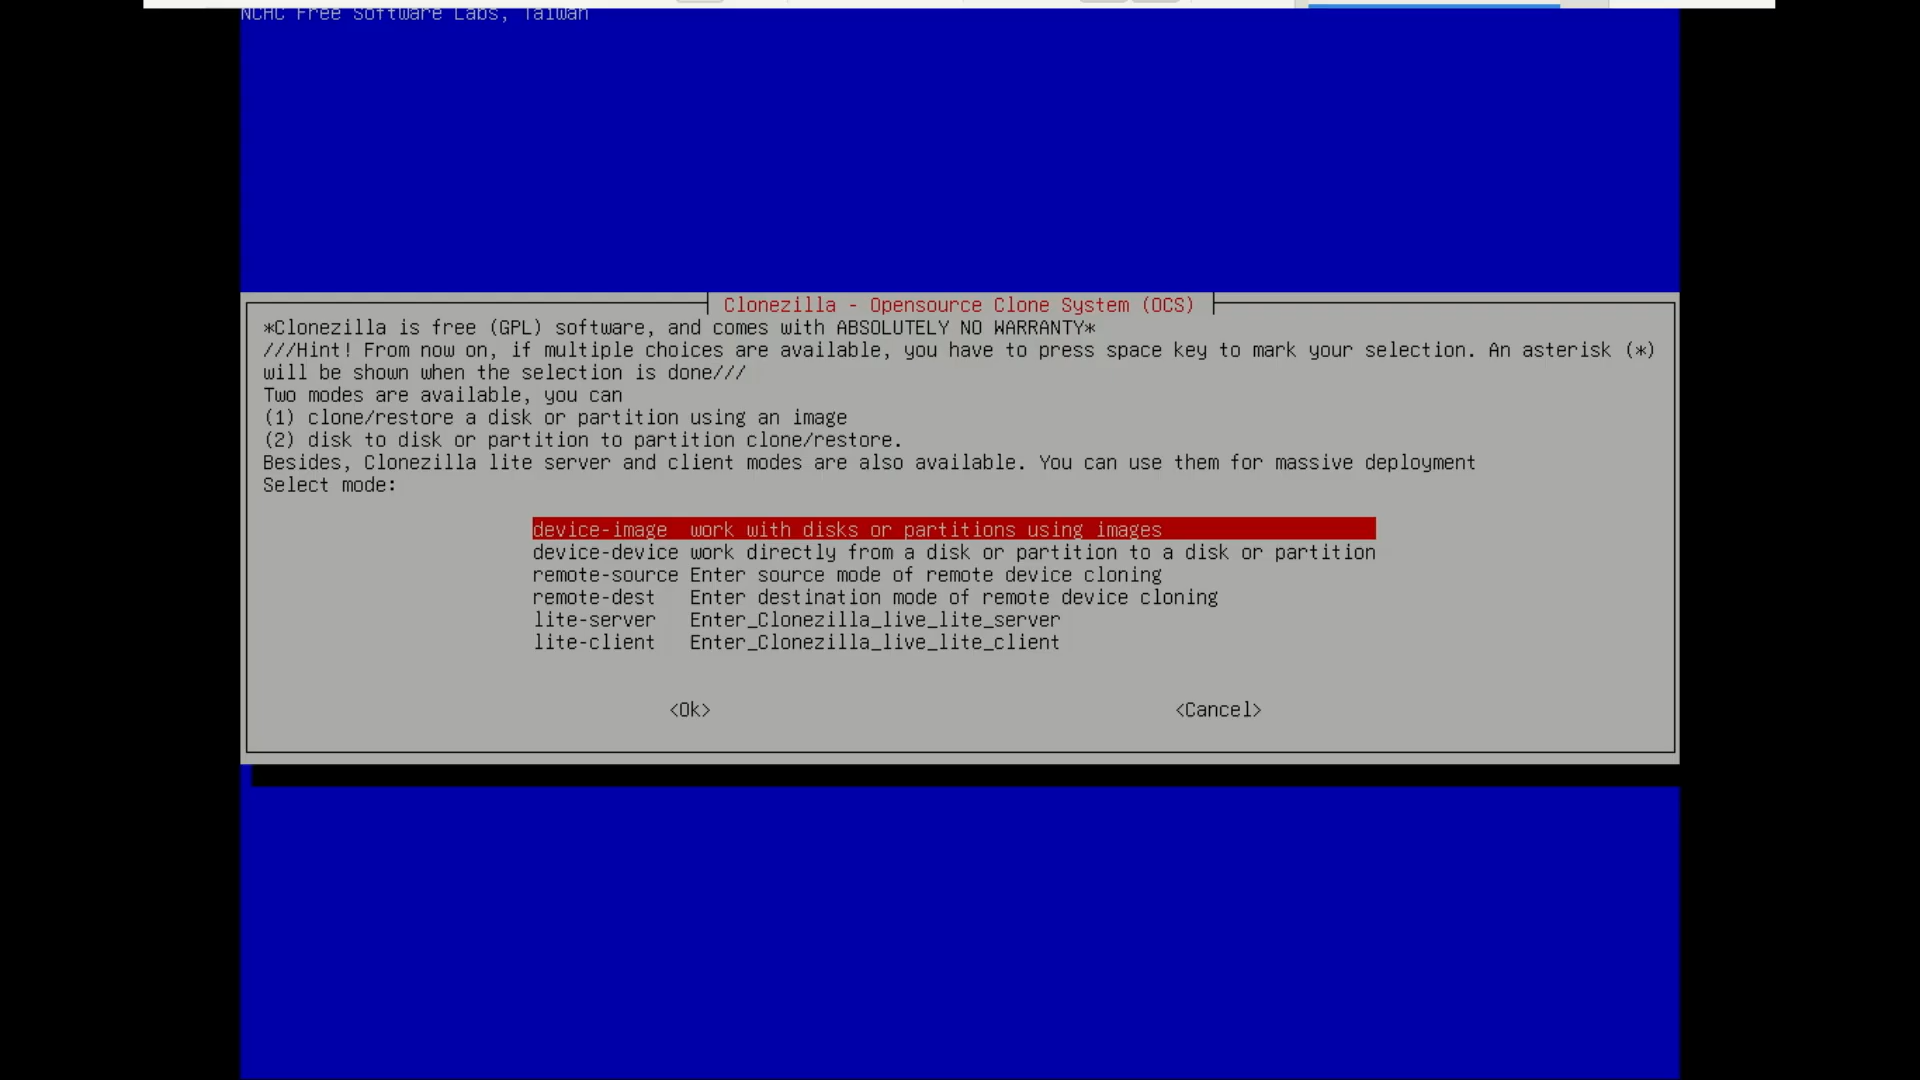 NCHC Free Software Labs, Taiwan
Clonezilla - Opensource Clone System (OCS)
*Clonezilla is free (GPL) software, and comes with ABSOLUTELY NO WARRANTY*
///Hint! From now on, if multiple choices are available, you have to press space key to mark your selection. An asterisk (*)
will be shown when the selection is done///
Two modes are available, you can
(1) clone/restore a disk or partition using an image
(2) disk to disk or partition to partition clone/restore.
Besides, Clonezilla lite server and client modes are also available. You can use them for massive deployment
Select mode:
device-image work with disks or partitions using images
device-device work directly from a disk or partition to a disk or partition
remote-source Enter source mode of remote device cloning
remote-dest Enter destination mode of remote device cloning
lite-server Enter_Clonezilla_live_lite_server
lite-client Enter_Clonezilla_live_lite_client
<Ok> <Cancel>